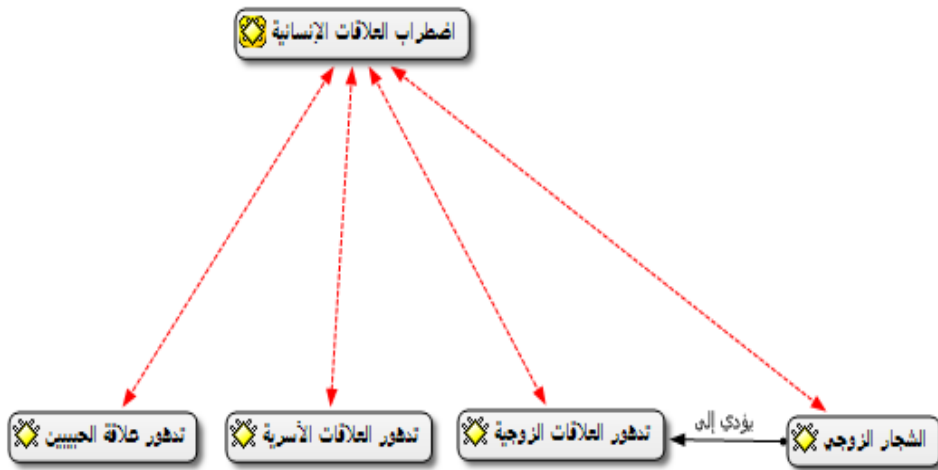 اضطراب العلاقات الإنسانية
يؤدي إلى
الشجار الزوجي
تدهور العلاقات الزوجية
تدهور العلاقات الأسرية
تدهور علاقة الحبيبين